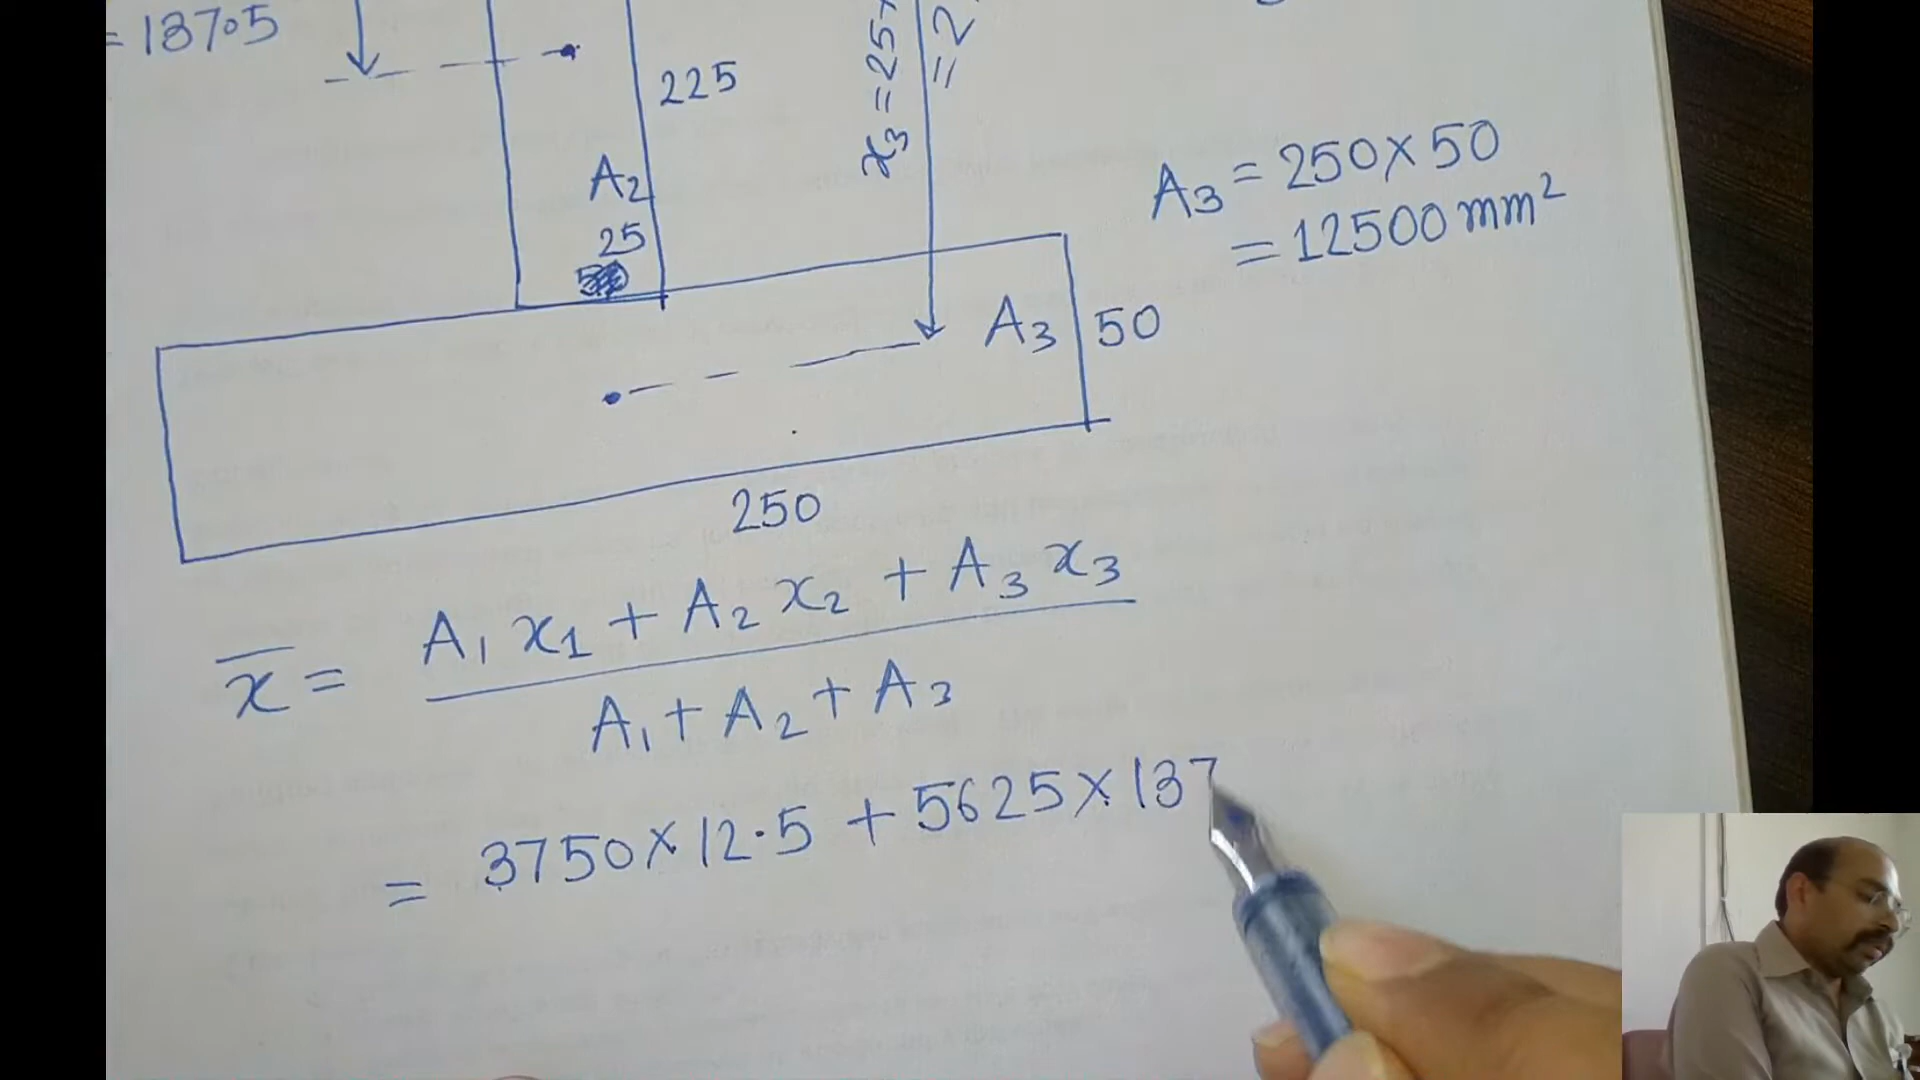 = 137.5
225
x3 = 25
= 2
A2
25
A3 = 250 × 50
= 12500 mm²
A3
50
250
x̄ = A1 x1 + A2 x2 + A3 x3
A1 + A2 + A3
= 3750 × 12.5 + 5625 × 137